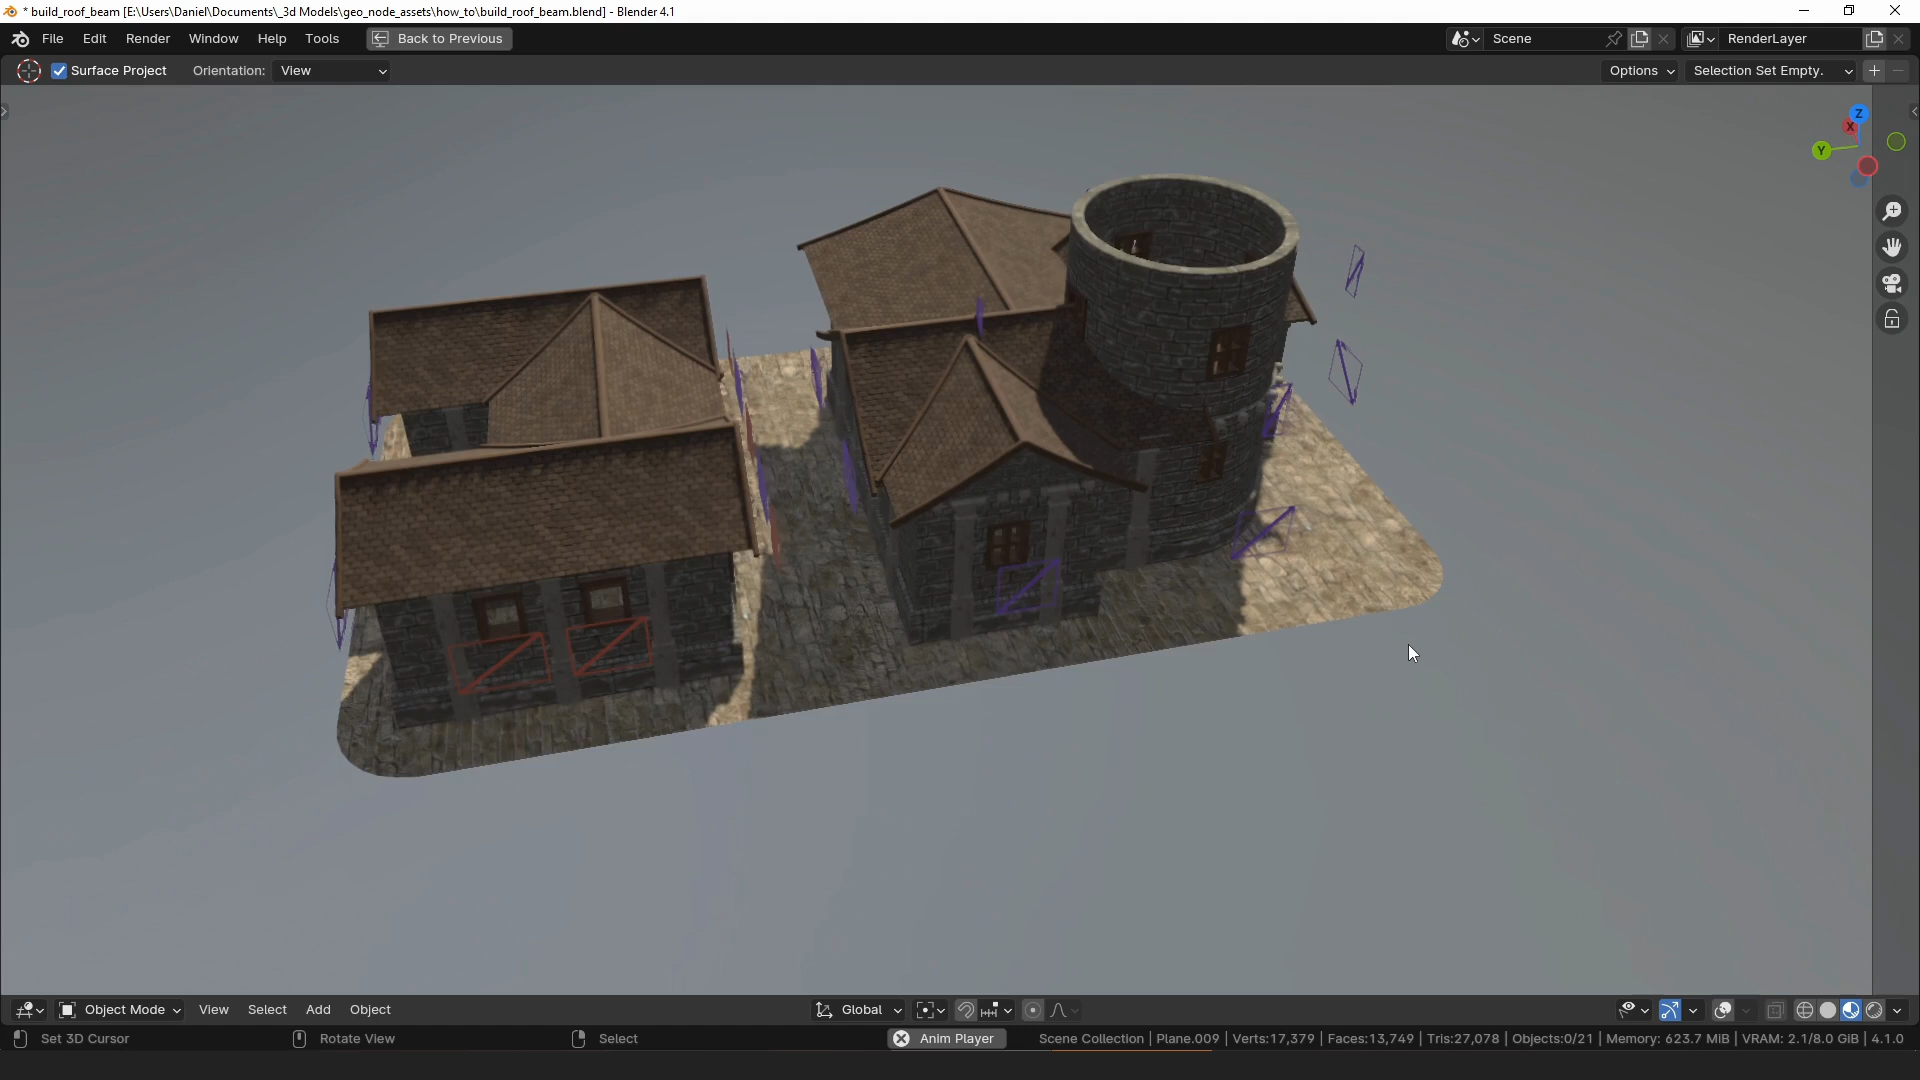 * build_roof_beam [E:\Users\Daniel\Documents\_3d Models\geo_node_assets\how_to\build_roof_beam.blend] - Blender 4.1
File Edit Render Window Help Tools Back to Previous Scene RenderLayer
Surface Project Orientation: View Options Selection Set Empty.
Z
X
Y
Object Mode View Select Add Object Global
Set 3D Cursor Rotate View Select Anim Player Scene Collection | Plane.009 | Verts:17,379 | Faces:13,749 | Tris:27,078 | Objects:0/21 | Memory: 623.7 MiB | VRAM: 2.1/8.0 GiB | 4.1.0